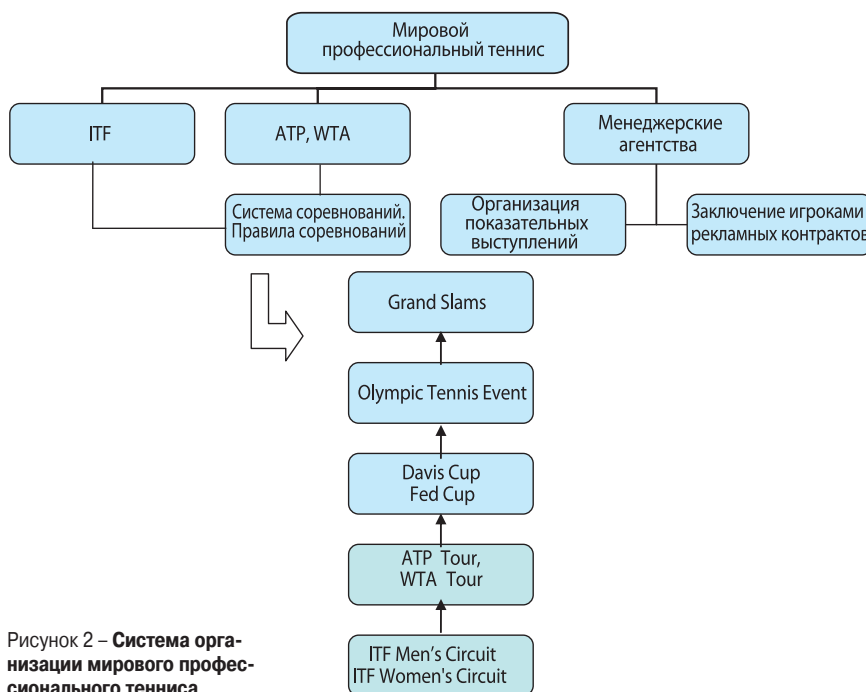 Мировой
профессиональный теннис
ITF
ATP, WTA
Менеджерские
агентства
Система соревнований.
Правила соревнований
Организация
показательных
выступлений
Заключение игроками
рекламных контрактов
Grand Slams
Olympic Tennis Event
Davis Cup
Fed Cup
ATP Tour,
WTA Tour
ITF Men’s Circuit
ITF Women's Circuit
Рисунок 2 – Система орга-
низации мирового профес-
сионального тенниса